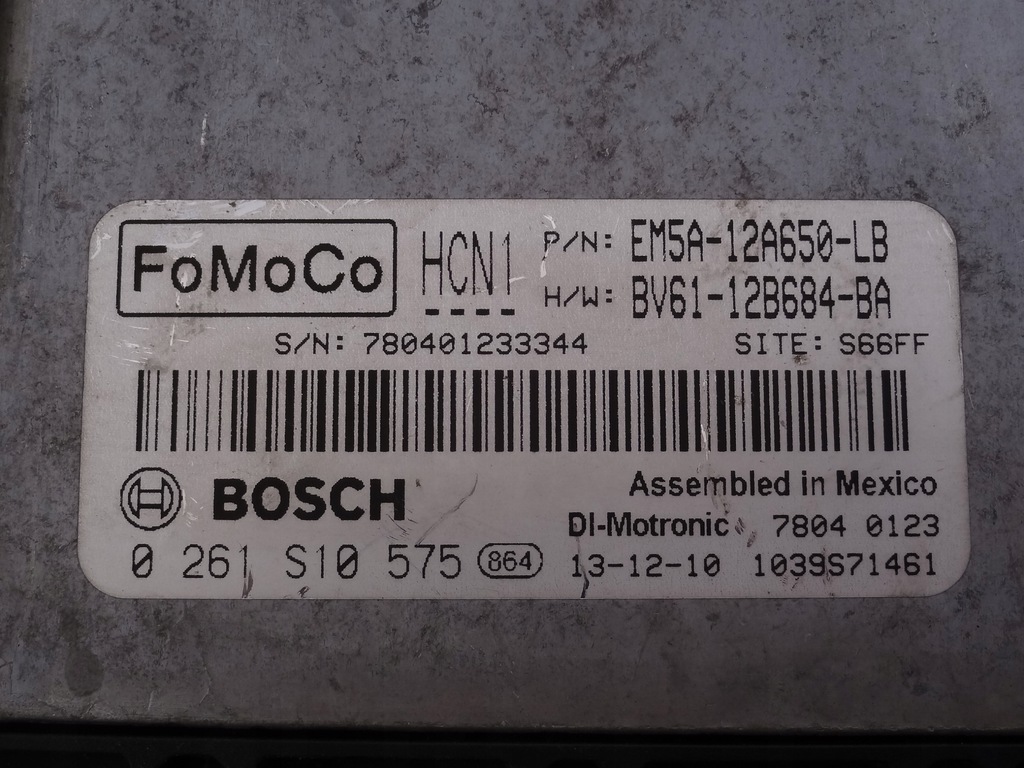 FoMoCo HCN1 P/N: EM5A-12A650-LB
H/W: BV61-12B684-BA
S/N: 780401233344 SITE: S66FF
BOSCH Assembled in Mexico
DI-Motronic 7804 0123
0 261 S10 575 864 13-12-10 1039S71461